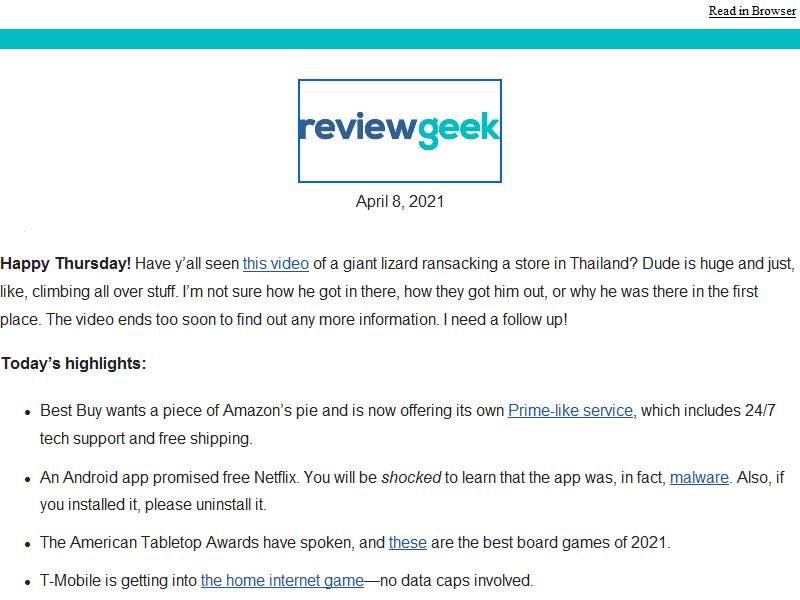 Read in Browser
reviewgeek
April 8, 2021
Happy Thursday! Have y’all seen this video of a giant lizard ransacking a store in Thailand? Dude is huge and just,
like, climbing all over stuff. I’m not sure how he got in there, how they got him out, or why he was there in the first
place. The video ends too soon to find out any more information. I need a follow up!
Today’s highlights:
• Best Buy wants a piece of Amazon’s pie and is now offering its own Prime-like service, which includes 24/7
tech support and free shipping.
• An Android app promised free Netflix. You will be shocked to learn that the app was, in fact, malware. Also, if
you installed it, please uninstall it.
• The American Tabletop Awards have spoken, and these are the best board games of 2021.
• T-Mobile is getting into the home internet game—no data caps involved.